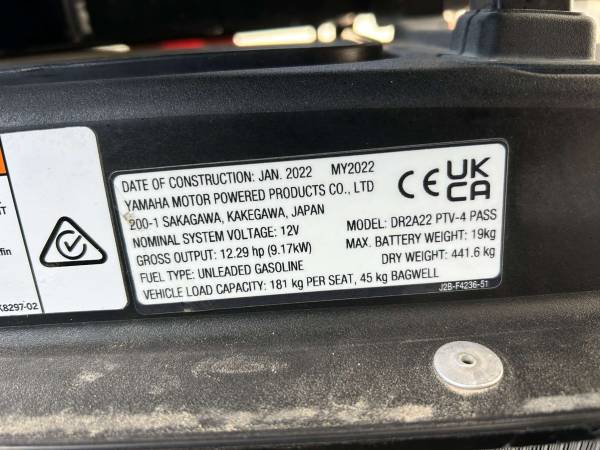 DATE OF CONSTRUCTION: JAN. 2022 MY2022
YAMAHA MOTOR POWERED PRODUCTS CO., LTD
200-1 SAKAGAWA, KAKEGAWA, JAPAN
NOMINAL SYSTEM VOLTAGE: 12V
GROSS OUTPUT: 12.29 hp (9.17kW)
FUEL TYPE: UNLEADED GASOLINE
VEHICLE LOAD CAPACITY: 181 kg PER SEAT, 45 kg BAGWELL
CE UK
CA
MODEL: DR2A22 PTV-4 PASS
MAX. BATTERY WEIGHT: 19kg
DRY WEIGHT: 441.6 kg
J2B-F4236-51
8297-02